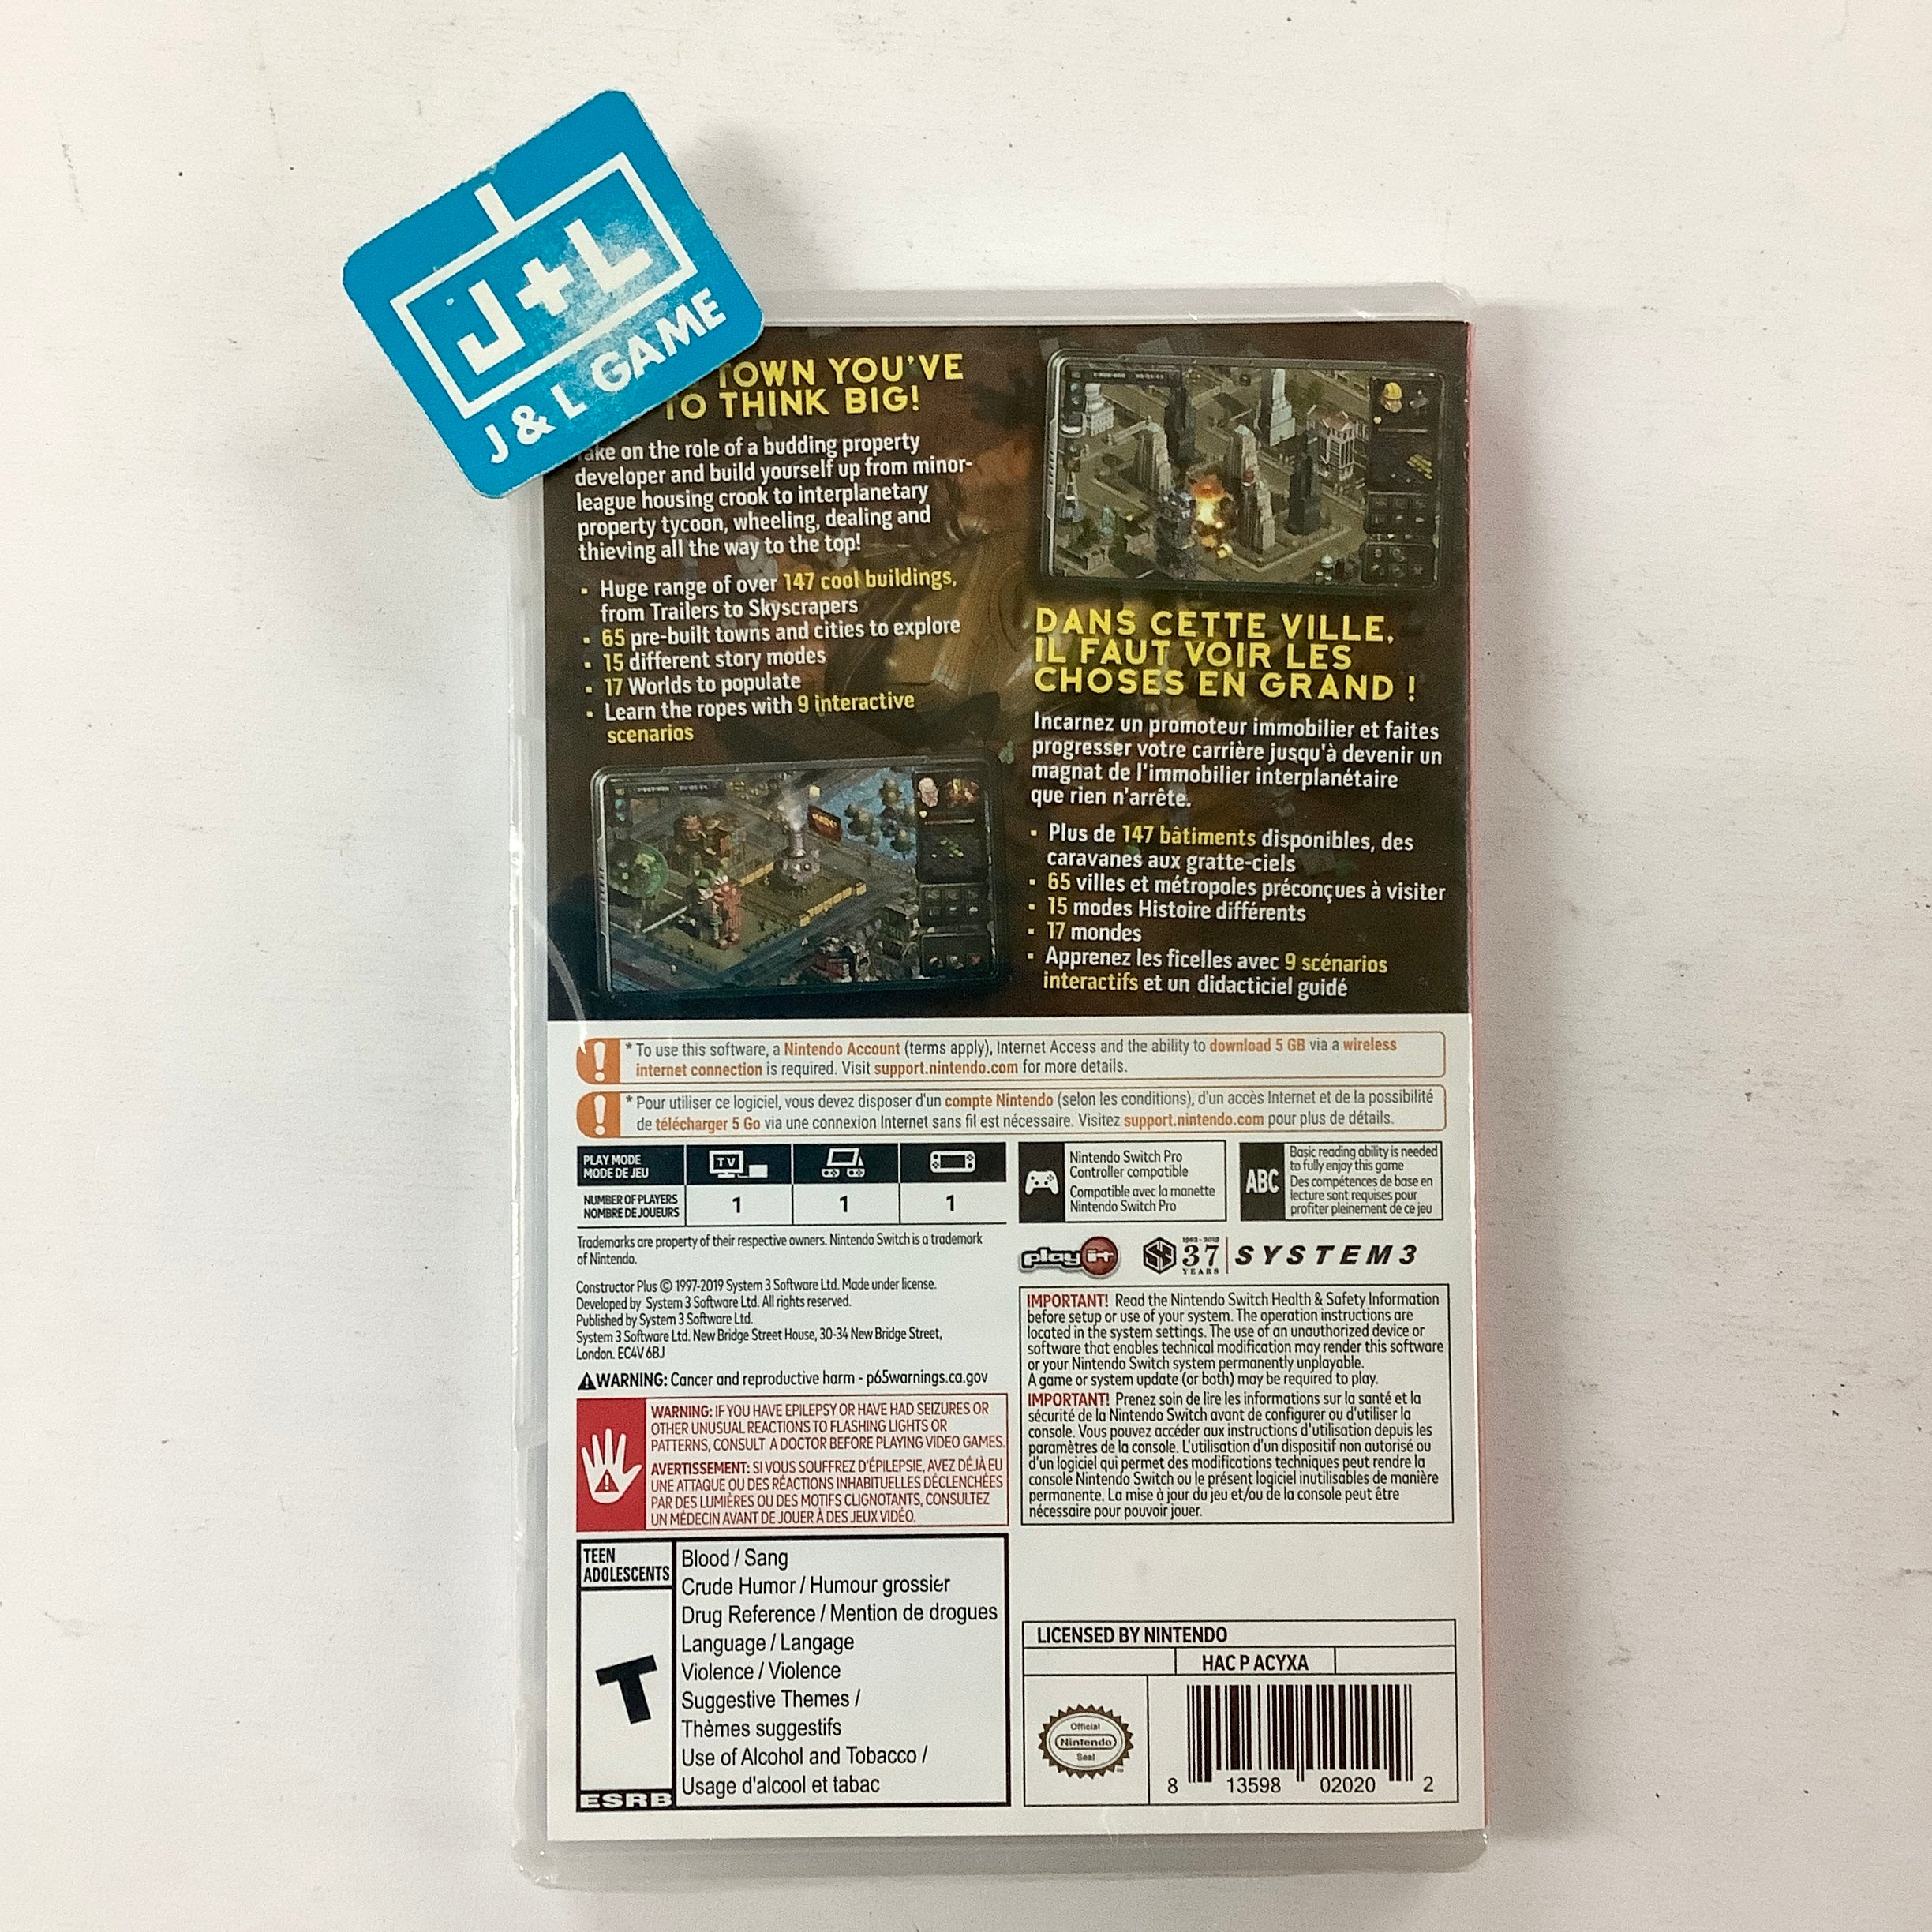 J+L
J & L GAME
TOWN YOU'VE
TO THINK BIG!
Take on the role of a budding property
developer and build yourself up from minor-
league housing crook to interplanetary
property tycoon, wheeling, dealing and
thieving all the way to the top!
▪ Huge range of over 147 cool buildings,
from Trailers to Skyscrapers
▪ 65 pre-built towns and cities to explore
▪ 15 different story modes
▪ 17 Worlds to populate
▪ Learn the ropes with 9 interactive
scenarios
DANS CETTE VILLE,
IL FAUT VOIR LES
CHOSES EN GRAND !
Incarnez un promoteur immobilier et faites
progresser votre carrière jusqu'à devenir un
magnat de l'immobilier interplanétaire
que rien n'arrête.
▪ Plus de 147 bâtiments disponibles, des
caravanes aux gratte-ciels
▪ 65 villes et métropoles préconçues à visiter
▪ 15 modes Histoire différents
▪ 17 mondes
▪ Apprenez les ficelles avec 9 scénarios
interactifs et un didacticiel guidé
! * To use this software, a Nintendo Account (terms apply), Internet Access and the ability to download 5 GB via a wireless
internet connection is required. Visit support.nintendo.com for more details.
! * Pour utiliser ce logiciel, vous devez disposer d'un compte Nintendo (selon les conditions), d'un accès Internet et de la possibilité
de télécharger 5 Go via une connexion Internet sans fil est nécessaire. Visitez support.nintendo.com pour plus de détails.
PLAY MODE
MODE DE JEU
TV
NUMBER OF PLAYERS
NOMBRE DE JOUEURS
1 1 1
Nintendo Switch Pro
Controller compatible
Compatible avec la manette
Nintendo Switch Pro
ABC
Basic reading ability is needed
to fully enjoy this game
Des compétences de base en
lecture sont requises pour
profiter pleinement de ce jeu
Trademarks are property of their respective owners. Nintendo Switch is a trademark
of Nintendo.
Constructor Plus © 1997-2019 System 3 Software Ltd. Made under license.
Developed by System 3 Software Ltd. All rights reserved.
Published by System 3 Software Ltd.
System 3 Software Ltd. New Bridge Street House, 30-34 New Bridge Street,
London. EC4V 6BJ
WARNING: Cancer and reproductive harm - p65warnings.ca.gov
play it
1982-2019
37
YEARS
SYSTEM 3
WARNING: IF YOU HAVE EPILEPSY OR HAVE HAD SEIZURES OR
OTHER UNUSUAL REACTIONS TO FLASHING LIGHTS OR
PATTERNS, CONSULT A DOCTOR BEFORE PLAYING VIDEO GAMES.
AVERTISSEMENT: SI VOUS SOUFFREZ D'ÉPILEPSIE, AVEZ DÉJÀ EU
UNE ATTAQUE OU DES RÉACTIONS INHABITUELLES DÉCLENCHÉES
PAR DES LUMIÈRES OU DES MOTIFS CLIGNOTANTS, CONSULTEZ
UN MÉDECIN AVANT DE JOUER À DES JEUX VIDÉO.
IMPORTANT! Read the Nintendo Switch Health & Safety Information
before setup or use of your system. The operation instructions are
located in the system settings. The use of an unauthorized device or
software that enables technical modification may render this software
or your Nintendo Switch system permanently unplayable.
A game or system update (or both) may be required to play.
IMPORTANT! Prenez soin de lire les informations sur la santé et la
sécurité de la Nintendo Switch avant de configurer ou d'utiliser la
console. Vous pouvez accéder aux instructions d'utilisation depuis les
paramètres de la console. L'utilisation d'un dispositif non autorisé ou
d'un logiciel qui permet des modifications techniques peut rendre la
console Nintendo Switch ou le présent logiciel inutilisables de manière
permanente. La mise à jour du jeu et/ou de la console peut être
nécessaire pour pouvoir jouer.
TEEN
ADOLESCENTS
T
ESRB
Blood / Sang
Crude Humor / Humour grossier
Drug Reference / Mention de drogues
Language / Langage
Violence / Violence
Suggestive Themes /
Thèmes suggestifs
Use of Alcohol and Tobacco /
Usage d'alcool et tabac
LICENSED BY NINTENDO
HAC P ACYXA
Official
Nintendo
Seal
8 13598 02020 2